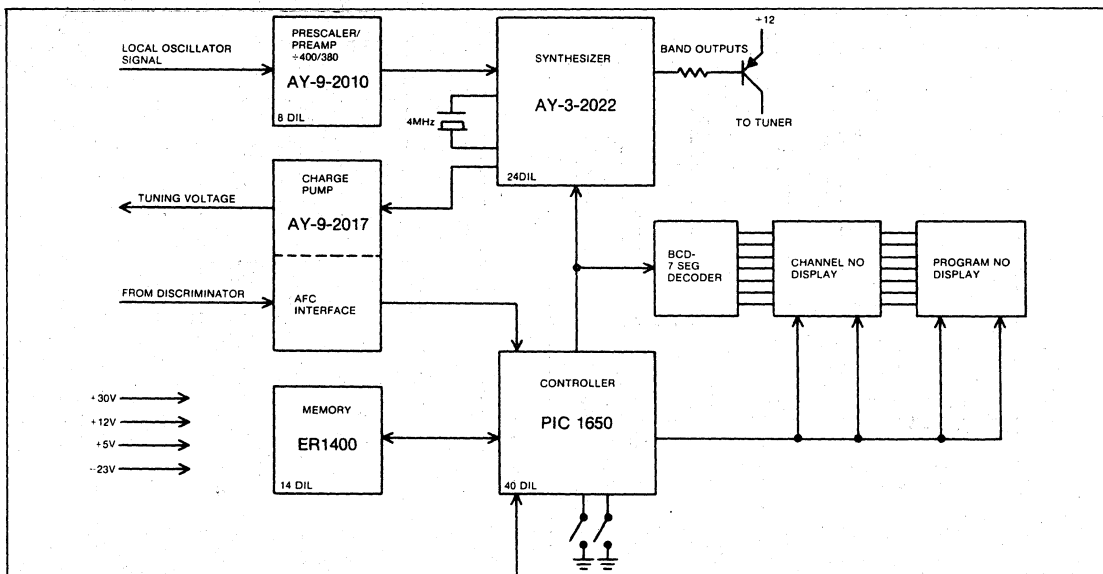 LOCAL OSCILLATOR
SIGNAL
PRESCALER/
PREAMP
÷400/380
AY-9-2010
8 DIL
4MHz
SYNTHESIZER
AY-3-2022
24DIL
BAND OUTPUTS
+12
TO TUNER
TUNING VOLTAGE
CHARGE
PUMP
AY-9-2017
FROM DISCRIMINATOR
AFC
INTERFACE
BCD-
7 SEG
DECODER
CHANNEL NO
DISPLAY
PROGRAM NO
DISPLAY
+30V
+12V
+5V
-23V
MEMORY
ER1400
14 DIL
CONTROLLER
PIC 1650
40 DIL